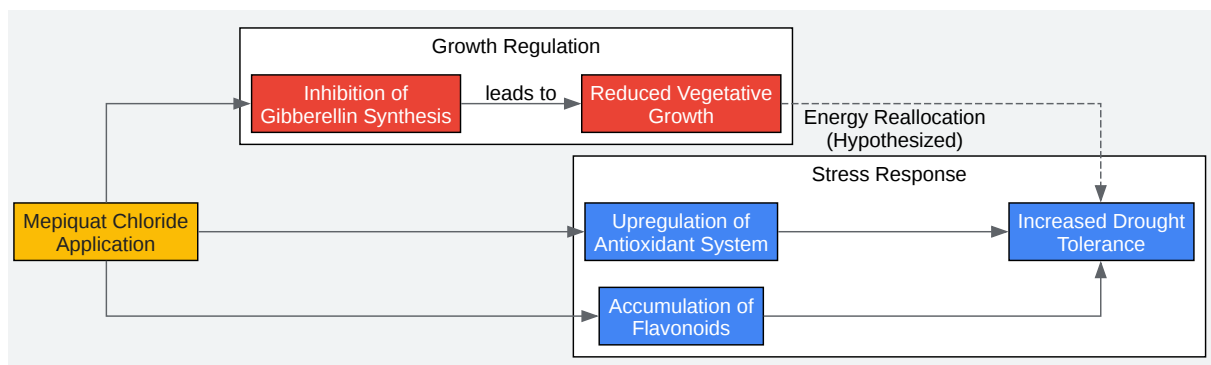 Growth Regulation
Inhibition of
Gibberellin Synthesis
leads to
Reduced Vegetative
Growth
Energy Reallocation
(Hypothesized)
Stress Response
Mepiquat Chloride
Application
Upregulation of
Antioxidant System
Increased Drought
Tolerance
Accumulation of
Flavonoids